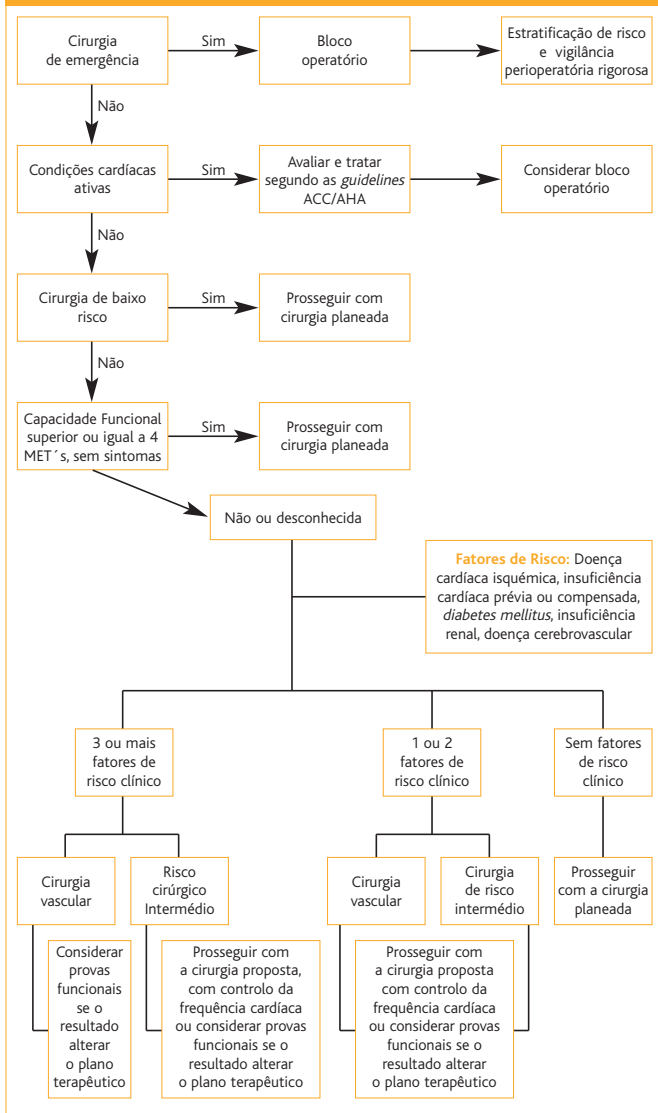 Cirurgia
de emergência
Sim
Bloco
operatório
Estratificação de risco
e vigilância
perioperatória rigorosa
Não
Condições cardíacas
ativas
Sim
Avaliar e tratar
segundo as guidelines
ACC/AHA
Considerar bloco
operatório
Não
Cirurgia de baixo
risco
Sim
Prosseguir com
cirurgia planeada
Não
Capacidade Funcional
superior ou igual a 4
MET´s, sem sintomas
Sim
Prosseguir com
cirurgia planeada
Não ou desconhecida
Fatores de Risco: Doença
cardíaca isquémica, insuficiência
cardíaca prévia ou compensada,
diabetes mellitus, insuficiência
renal, doença cerebrovascular
3 ou mais
fatores de
risco clínico
1 ou 2
fatores de
risco clínico
Sem fatores
de risco
clínico
Cirurgia
vascular
Risco
cirúrgico
Intermédio
Cirurgia
vascular
Cirurgia
de risco
intermédio
Prosseguir
com a cirurgia
planeada
Considerar
provas
funcionais
se o
resultado
alterar
o plano
terapêutico
Prosseguir com
a cirurgia proposta,
com controlo da
frequência cardíaca
ou considerar provas
funcionais se o
resultado alterar
o plano terapêutico
Prosseguir com
a cirurgia proposta
com controlo da
frequência cardíaca
ou considerar provas
funcionais se o
resultado alterar
o plano terapêutico